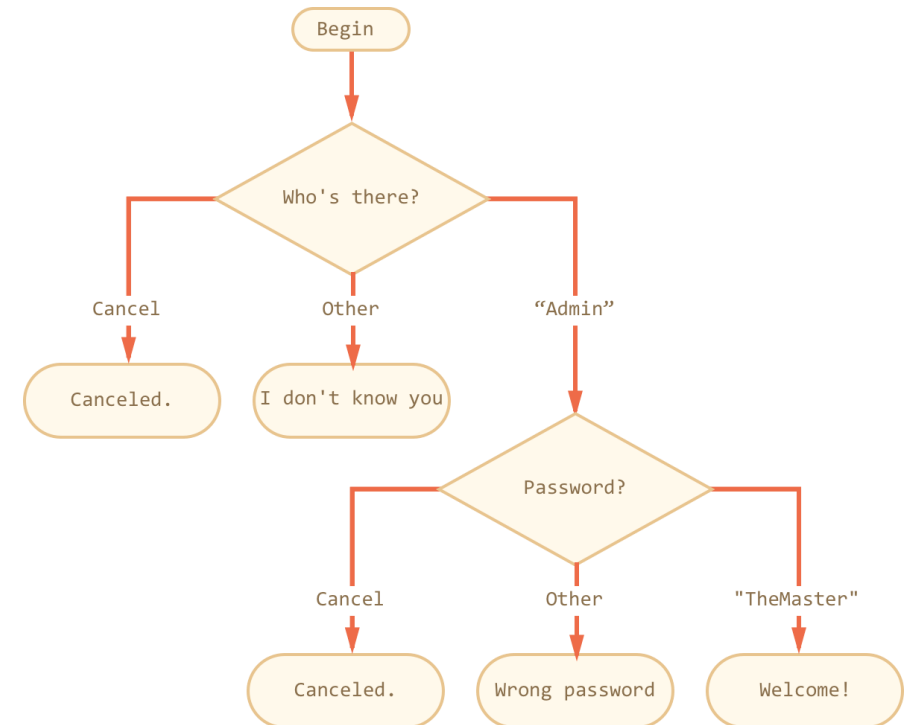 Begin
Who's there?
Cancel
Other
“Admin”
Canceled.
I don't know you
Password?
Cancel
Other
"TheMaster"
Canceled.
Wrong password
Welcome!